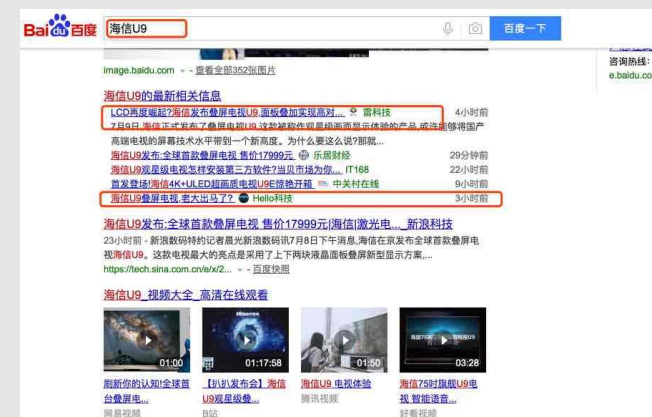 Bai 百度 海信U9 百度一下
image.baidu.com - 查看全部352张图片
咨询热线：
e.baidu.co
海信U9的最新相关信息
LCD再度崛起?海信发布叠屏电视U9,面板叠加实现高对... 雷科技 4小时前
7月9日,海信正式发布了叠屏电视U9,这款被称作观星级画面显示体验的产品,或许能够将国产
高端电视的屏幕技术水平带到一个新高度。为什么要这么说?那就...
海信U9发布:全球首款叠屏电视 售价17999元 乐居财经 29分钟前
海信U9观星级电视怎样安装第三方软件?当贝市场为你... IT168 22小时前
首发登场!海信4K+ULED超画质电视U9E惊艳开箱 中关村在线 9小时前
海信U9叠屏电视,老大出马了? Hello科技 3小时前
海信U9发布:全球首款叠屏电视 售价17999元|海信|激光电..._新浪科技
23小时前 - 新浪数码特约记者晨光新浪数码讯7月8日下午消息,海信在京发布全球首款叠屏电
视海信U9。这款电视最大的亮点是采用了上下两块液晶面板叠屏新型显示方案,...
https://tech.sina.com.cn/e/x/2... - 百度快照
海信U9_视频大全_高清在线观看
Hisense
01:00 01:17:58 01:50 03:28
刷新你的认知!全球首 【扒扒发布会】海信 海信U9 电视体验 海信75吋旗舰U9电
台叠屏电... U9观星级叠... 腾讯视频 视 智能语音...
网易视频 B站 好看视频